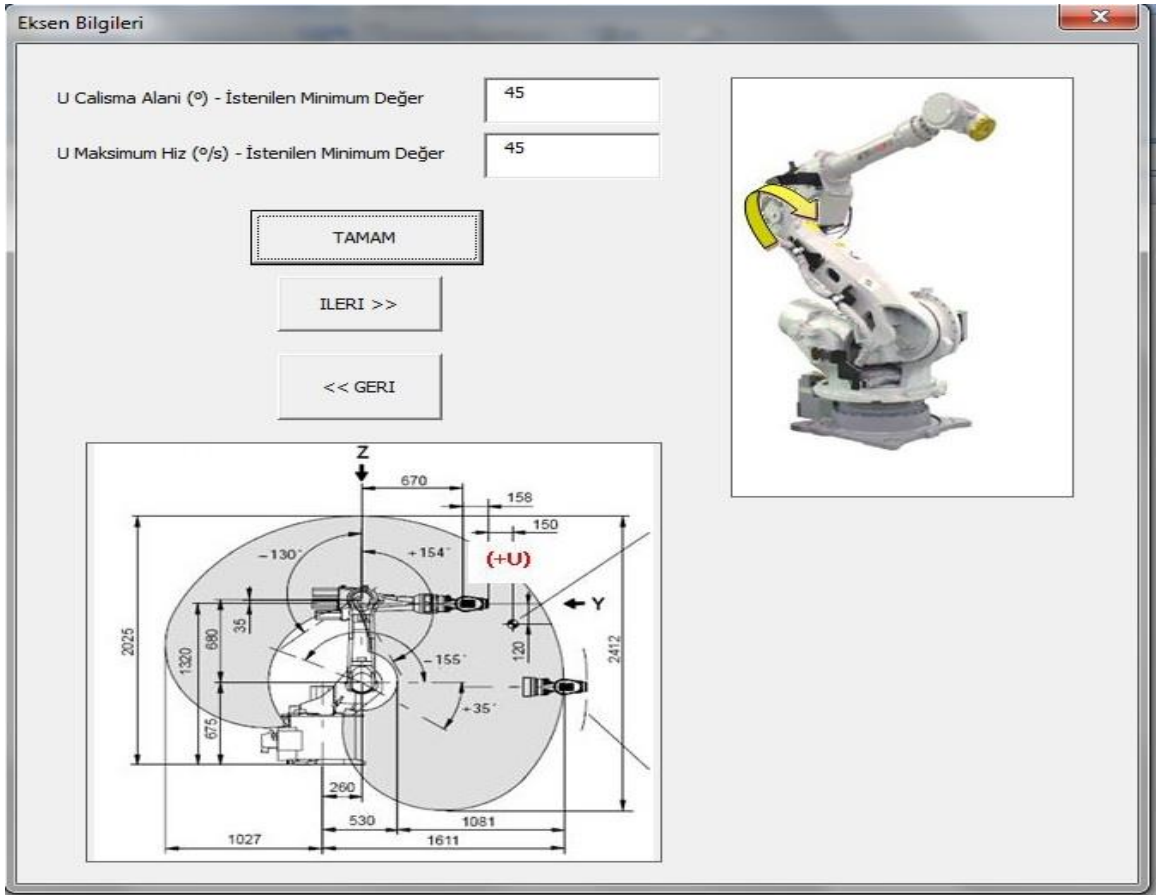 Eksen Bilgileri
U Calisma Alani (º) - İstenilen Minimum Değer
45
U Maksimum Hiz (º/s) - İstenilen Minimum Değer
45
TAMAM
ILERI >>
<< GERI
Z
670
158
150
(+U)
-130°
+154°
Y
2025
1320
680
35
120
2412
-155°
+35°
675
260
530
1081
1027
1611